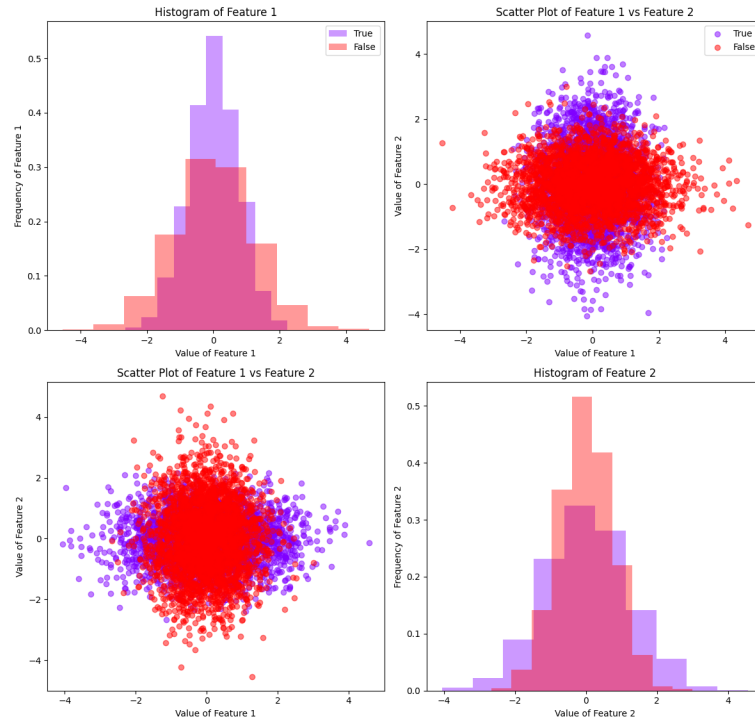 Histogram of Feature 1
Frequency of Feature 1
0.5
0.4
0.3
0.2
0.1
0.0
−4 −2 0 2 4
Value of Feature 1
True
False
Scatter Plot of Feature 1 vs Feature 2
Value of Feature 2
4
2
0
−2
−4
−4 −2 0 2 4
Value of Feature 1
True
False
Scatter Plot of Feature 1 vs Feature 2
Value of Feature 2
4
2
0
−2
−4
−4 −2 0 2 4
Value of Feature 1
Histogram of Feature 2
Frequency of Feature 2
0.5
0.4
0.3
0.2
0.1
0.0
−4 −2 0 2 4
Value of Feature 2